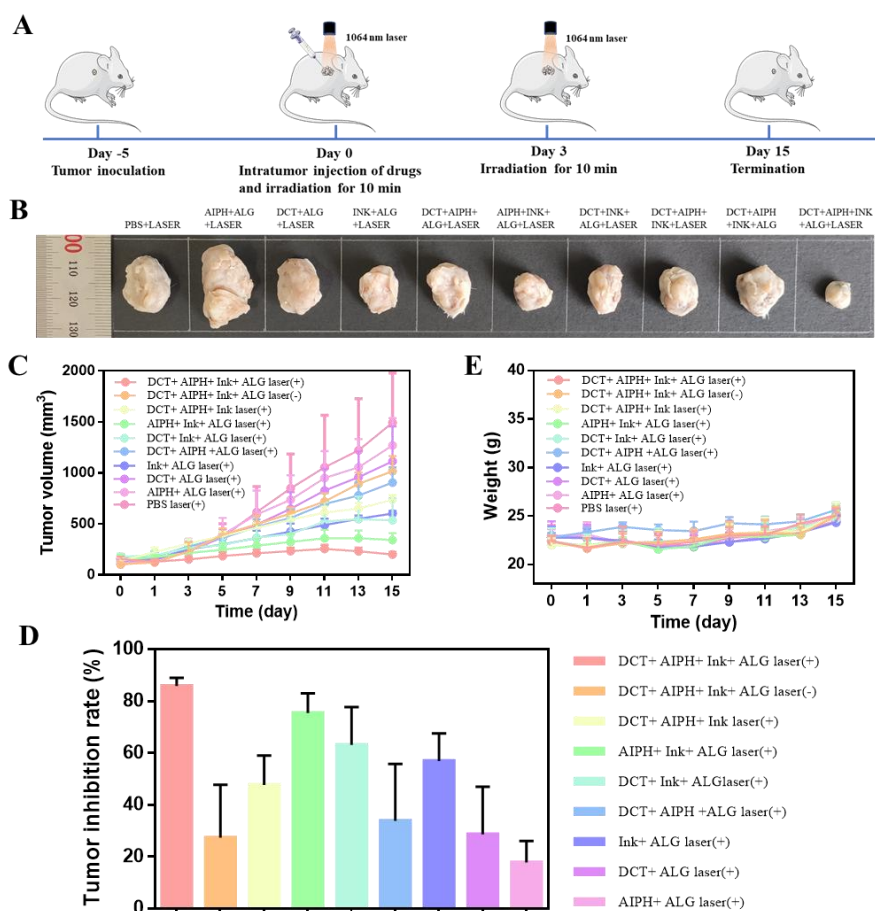 A
1064 nm laser
1064 nm laser
Day -5
Tumor inoculation
Day 0
Intratumor injection of drugs
and irradiation for 10 min
Day 3
Irradiation for 10 min
Day 15
Termination
B
PBS+LASER
AIPH+ALG
+LASER
DCT+ALG
+LASER
INK+ALG
+LASER
DCT+AIPH+
ALG+LASER
APIH+INK+
ALG+LASER
DCT+INK+
ALG+LASER
DCT+AIPH+
INK+LASER
DCT+AIPH
+INK+ALG
DCT+AIPH+INK
+ALG+LASER
110
120
130
C
Tumor volume (mm3)
2000
1500
1000
500
0
DCT+ AIPH+ Ink+ ALG laser(+)
DCT+ AIPH+ Ink+ ALG laser(-)
DCT+ AIPH+ Ink laser(+)
AIPH+ Ink+ ALG laser(+)
DCT+ Ink+ ALG laser(+)
DCT+ AIPH +ALG laser(+)
Ink+ ALG laser(+)
DCT+ ALG laser(+)
AIPH+ ALG laser(+)
PBS laser(+)
0 1 3 5 7 9 11 13 15
Time (day)
E
Weight (g)
40
35
30
25
20
DCT+ AIPH+ Ink+ ALG laser(+)
DCT+ AIPH+ Ink+ ALG laser(-)
DCT+ AIPH+ Ink laser(+)
AIPH+ Ink+ ALG laser(+)
DCT+ Ink+ ALG laser(+)
DCT+ AIPH +ALG laser(+)
Ink+ ALG laser(+)
DCT+ ALG laser(+)
AIPH+ ALG laser(+)
PBS laser(+)
0 1 3 5 7 9 11 13 15
Time (day)
D
Tumor inhibition rate (%)
100
80
60
40
20
0
DCT+ AIPH+ Ink+ ALG laser(+)
DCT+ AIPH+ Ink+ ALG laser(-)
DCT+ AIPH+ Ink laser(+)
AIPH+ Ink+ ALG laser(+)
DCT+ Ink+ ALGlaser(+)
DCT+ AIPH +ALG laser(+)
Ink+ ALG laser(+)
DCT+ ALG laser(+)
AIPH+ ALG laser(+)